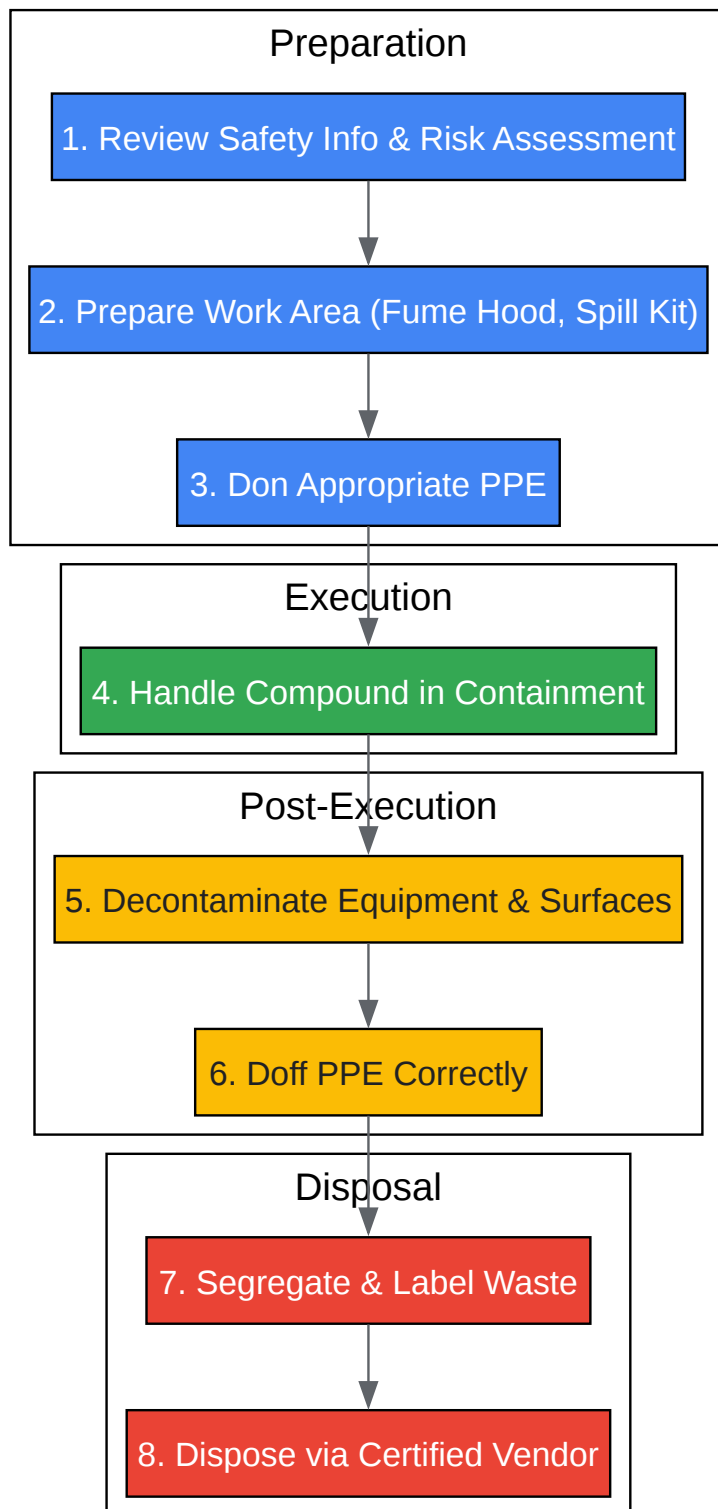 Preparation
1. Review Safety Info & Risk Assessment
2. Prepare Work Area (Fume Hood, Spill Kit)
3. Don Appropriate PPE
Execution
4. Handle Compound in Containment
Post-Execution
5. Decontaminate Equipment & Surfaces
6. Doff PPE Correctly
Disposal
7. Segregate & Label Waste
8. Dispose via Certified Vendor